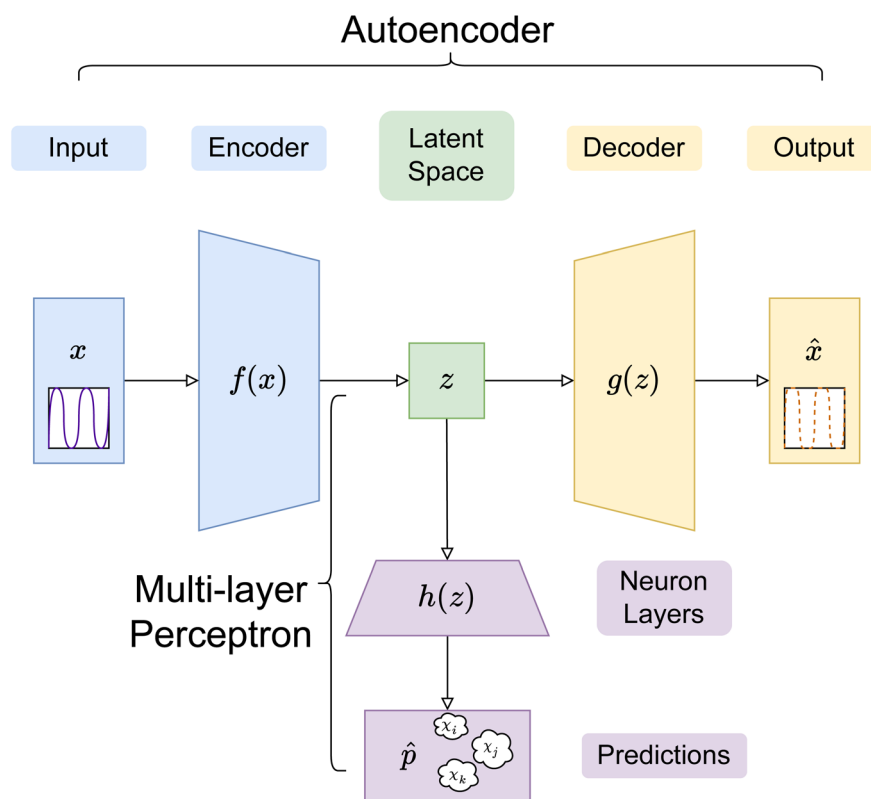 Autoencoder
Input
Encoder
Latent
Space
Decoder
Output
x
f(x)
z
g(z)
x̂
Multi-layer
Perceptron
h(z)
Neuron
Layers
p̂
χᵢ
χⱼ
χₖ
Predictions